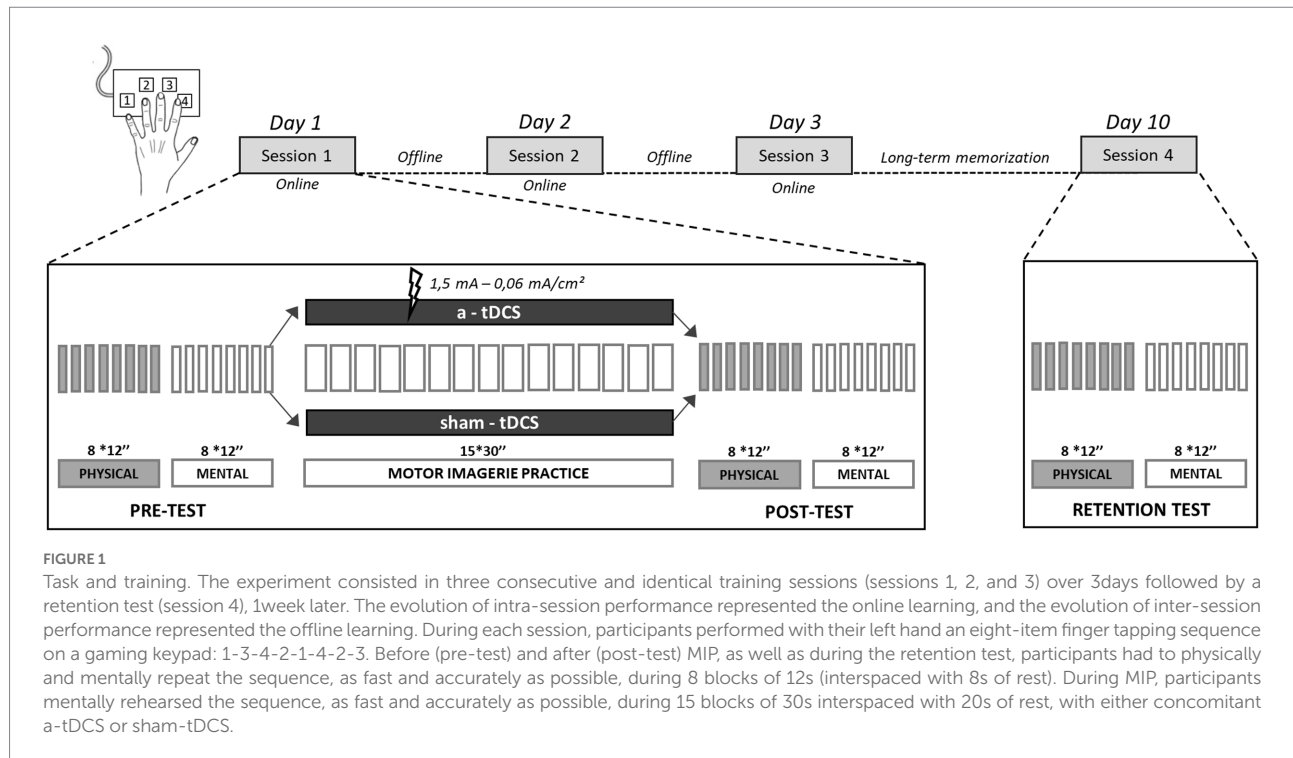 1
2
3
4
Day 1
Day 2
Day 3
Day 10
Session 1
Offline
Session 2
Offline
Session 3
Long-term memorization
Session 4
Online
Online
Online
1,5 mA – 0,06 mA/cm²
a - tDCS
sham - tDCS
8 *12’’
8 *12’’
15*30’’
8 *12’’
8 *12’’
8 *12’’
8 *12’’
PHYSICAL
MENTAL
MOTOR IMAGERIE PRACTICE
PHYSICAL
MENTAL
PHYSICAL
MENTAL
PRE-TEST
POST-TEST
RETENTION TEST
FIGURE 1
Task and training. The experiment consisted in three consecutive and identical training sessions (sessions 1, 2, and 3) over 3days followed by a
retention test (session 4), 1week later. The evolution of intra-session performance represented the online learning, and the evolution of inter-session
performance represented the offline learning. During each session, participants performed with their left hand an eight-item finger tapping sequence
on a gaming keypad: 1-3-4-2-1-4-2-3. Before (pre-test) and after (post-test) MIP, as well as during the retention test, participants had to physically
and mentally repeat the sequence, as fast and accurately as possible, during 8 blocks of 12s (interspaced with 8s of rest). During MIP, participants
mentally rehearsed the sequence, as fast and accurately as possible, during 15 blocks of 30s interspaced with 20s of rest, with either concomitant
a-tDCS or sham-tDCS.